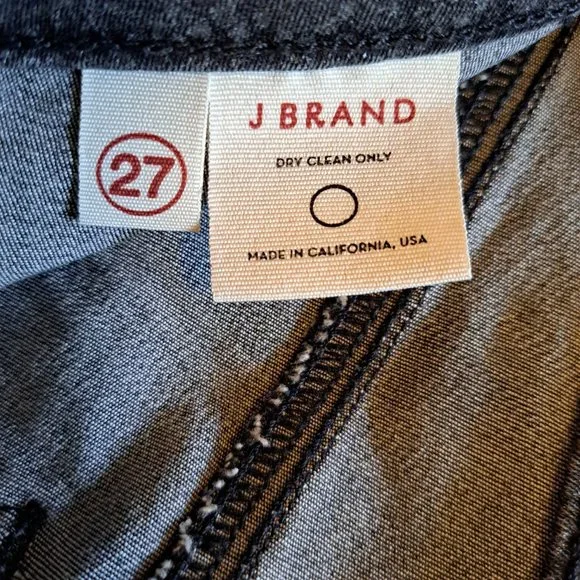 27
J BRAND
DRY CLEAN ONLY
MADE IN CALIFORNIA, USA